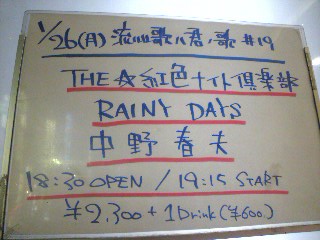 1/26(月) 流山歌ハ君ノ歌 #19
THE 紅色ナイト倶楽部
RAINY DAYS
中野春夫
18:30 OPEN / 19:15 START
¥2,300 + 1Drink(¥600)